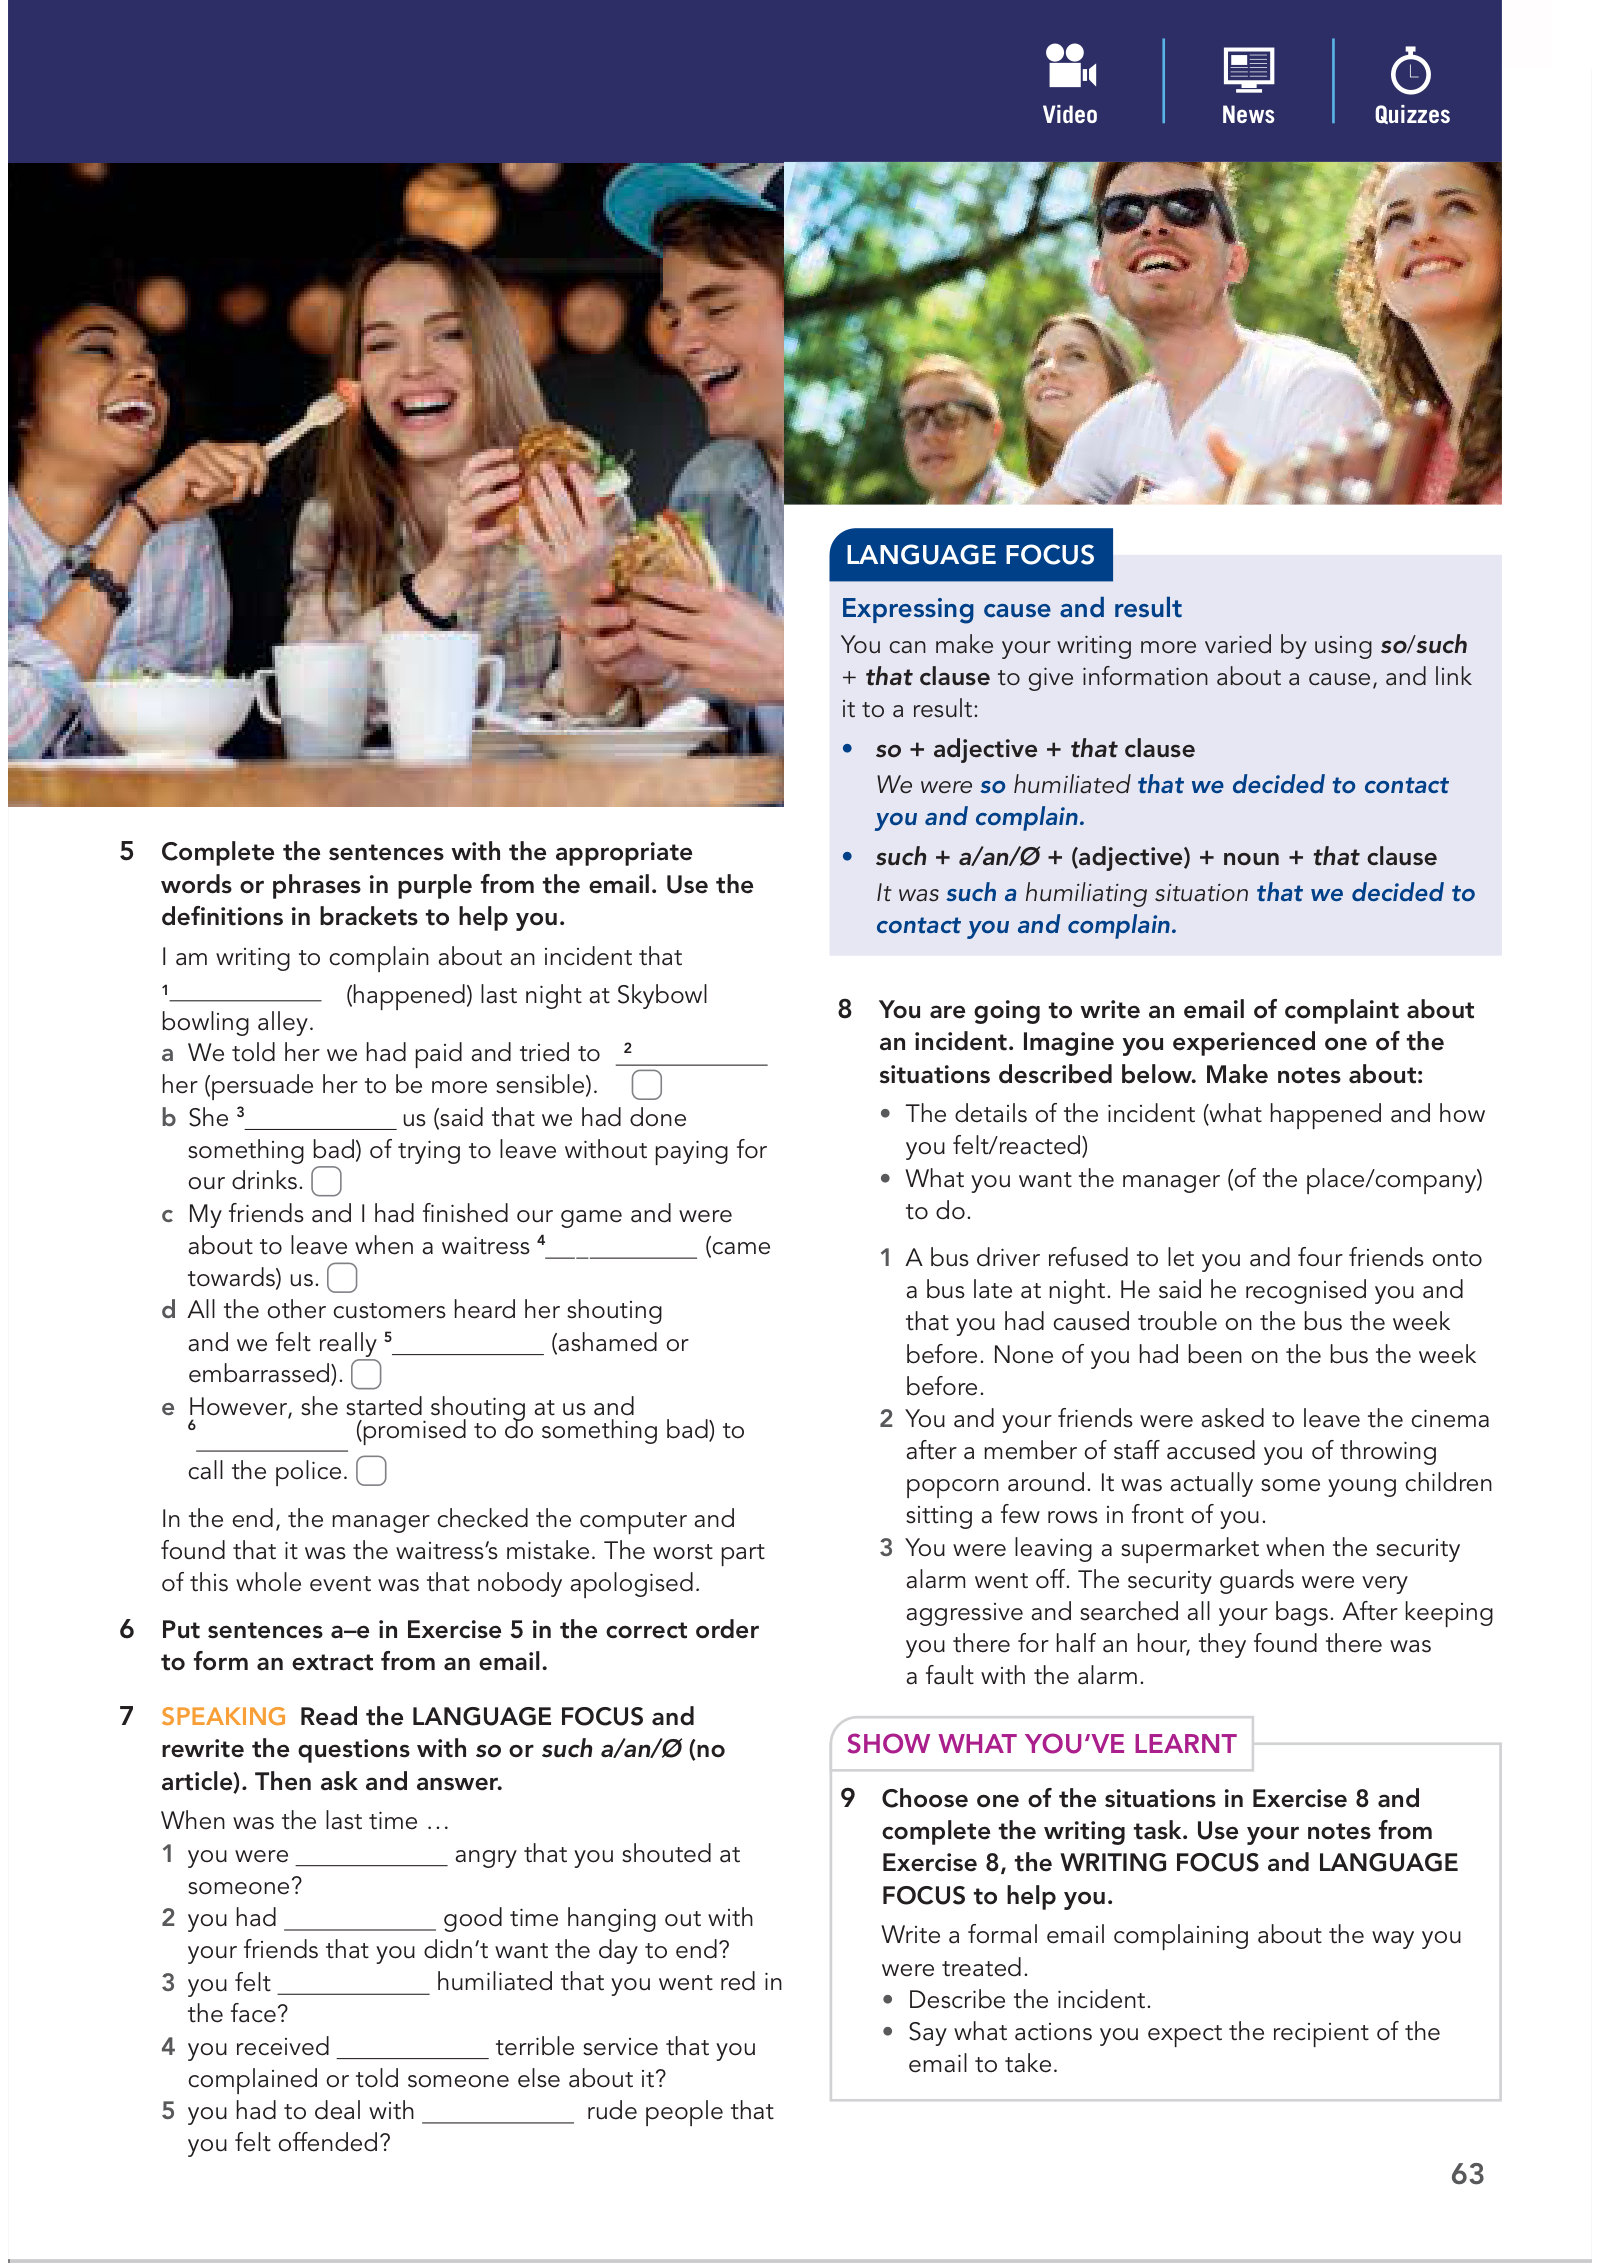 Video
News
Quizzes
5 Complete the sentences with the appropriate
words or phrases in purple from the email. Use the
definitions in brackets to help you.
I am writing to complain about an incident that
1____________ (happened) last night at Skybowl
bowling alley.
a We told her we had paid and tried to 2____________
her (persuade her to be more sensible).
b She 3____________ us (said that we had done
something bad) of trying to leave without paying for
our drinks.
c My friends and I had finished our game and were
about to leave when a waitress 4____________ (came
towards) us.
d All the other customers heard her shouting
and we felt really 5____________ (ashamed or
embarrassed).
e However, she started shouting at us and
6____________ (promised to do something bad) to
call the police.
In the end, the manager checked the computer and
found that it was the waitress's mistake. The worst part
of this whole event was that nobody apologised.
6 Put sentences a–e in Exercise 5 in the correct order
to form an extract from an email.
7 SPEAKING Read the LANGUAGE FOCUS and
rewrite the questions with so or such a/an/Ø (no
article). Then ask and answer.
When was the last time …
1 you were ____________ angry that you shouted at
someone?
2 you had ____________ good time hanging out with
your friends that you didn't want the day to end?
3 you felt ____________ humiliated that you went red in
the face?
4 you received ____________ terrible service that you
complained or told someone else about it?
5 you had to deal with ____________ rude people that
you felt offended?
LANGUAGE FOCUS
Expressing cause and result
You can make your writing more varied by using so/such
+ that clause to give information about a cause, and link
it to a result:
• so + adjective + that clause
We were so humiliated that we decided to contact
you and complain.
• such + a/an/Ø + (adjective) + noun + that clause
It was such a humiliating situation that we decided to
contact you and complain.
8 You are going to write an email of complaint about
an incident. Imagine you experienced one of the
situations described below. Make notes about:
• The details of the incident (what happened and how
you felt/reacted)
• What you want the manager (of the place/company)
to do.
1 A bus driver refused to let you and four friends onto
a bus late at night. He said he recognised you and
that you had caused trouble on the bus the week
before. None of you had been on the bus the week
before.
2 You and your friends were asked to leave the cinema
after a member of staff accused you of throwing
popcorn around. It was actually some young children
sitting a few rows in front of you.
3 You were leaving a supermarket when the security
alarm went off. The security guards were very
aggressive and searched all your bags. After keeping
you there for half an hour, they found there was
a fault with the alarm.
SHOW WHAT YOU'VE LEARNT
9 Choose one of the situations in Exercise 8 and
complete the writing task. Use your notes from
Exercise 8, the WRITING FOCUS and LANGUAGE
FOCUS to help you.
Write a formal email complaining about the way you
were treated.
• Describe the incident.
• Say what actions you expect the recipient of the
email to take.
63